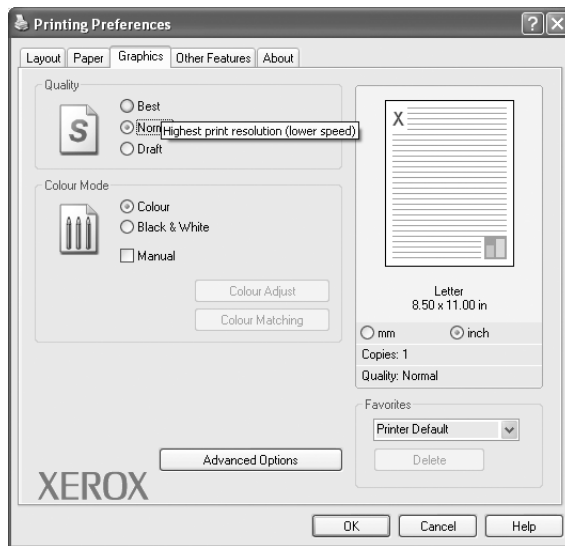 Printing Preferences
Layout Paper Graphics Other Features About
Quality
Best
Norm
Highest print resolution (lower speed)
Draft
S
Colour Mode
Colour
Black & White
Manual
Colour Adjust
Colour Matching
Advanced Options
XEROX
X
Letter
8.50 x 11.00 in
mm inch
Copies: 1
Quality: Normal
Favorites
Printer Default
Delete
OK Cancel Help